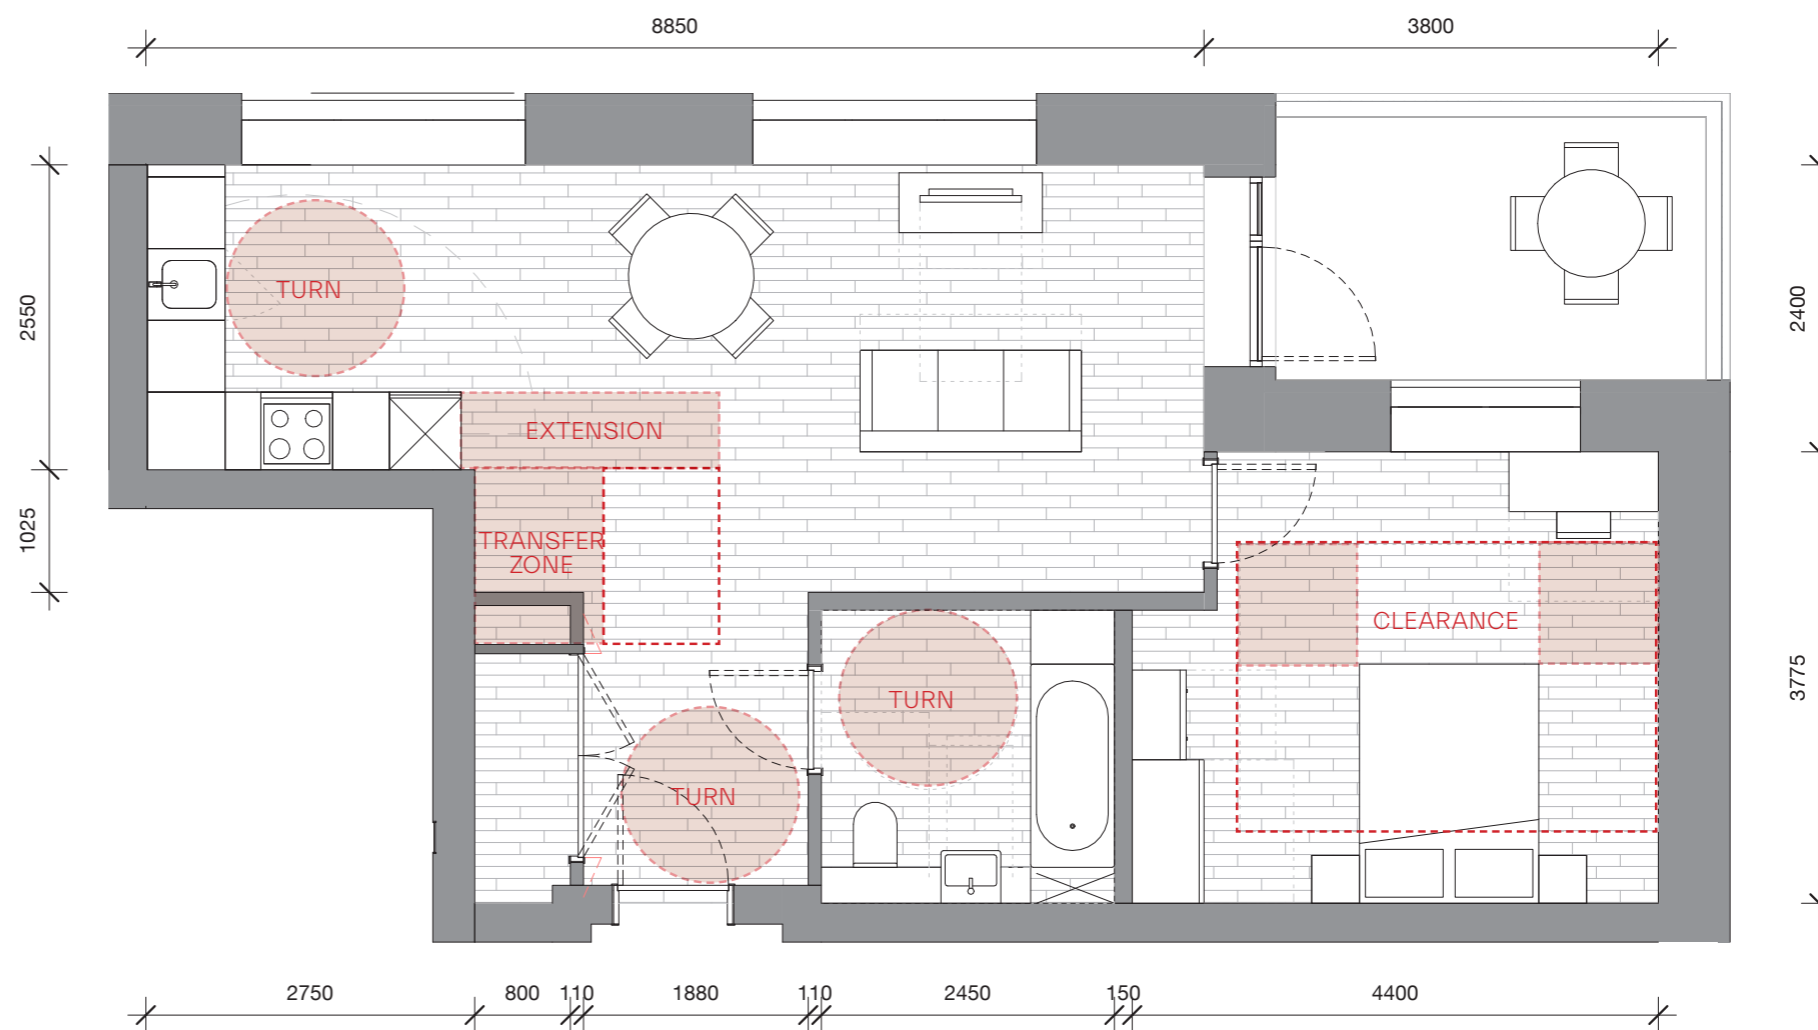 8850
3800
TURN
2550
2400
EXTENSION
1025
TRANSFER
ZONE
CLEARANCE
3775
TURN
TURN
2750
800
110
1880
110
2450
150
4400